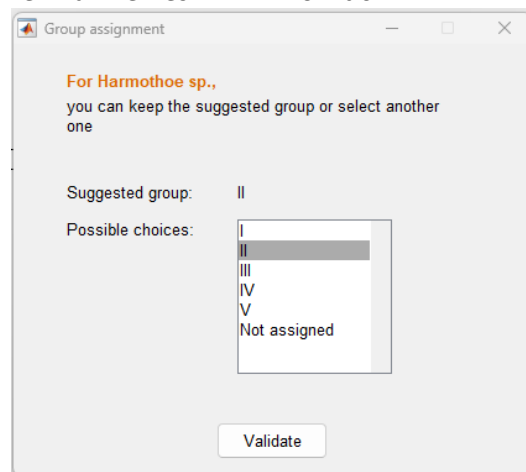 Group assignment
For Harmothoe sp.,
you can keep the suggested group or select another
one
Suggested group: II
Possible choices:
I
II
III
IV
V
Not assigned
Validate